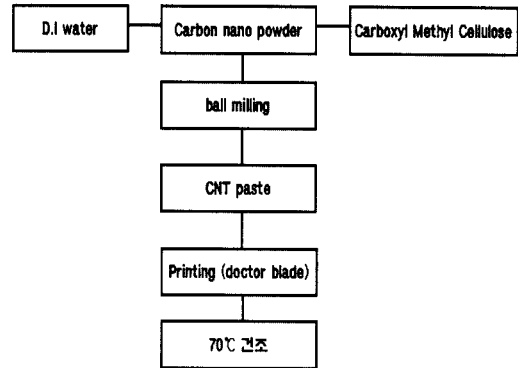 D.I water
Carbon nano powder
Carboxyl Methyl Cellulose
ball milling
CNT paste
Printing (doctor blade)
70℃ 건조